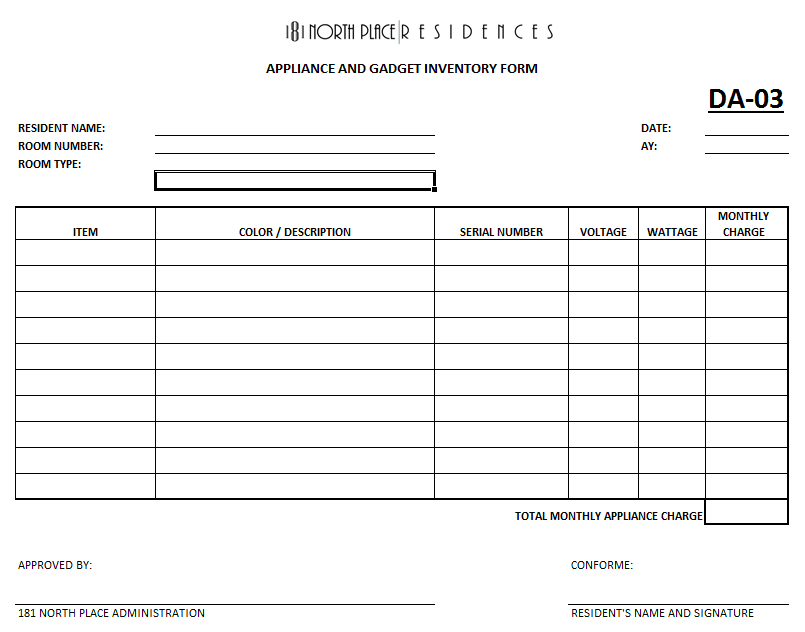 181 NORTH PLACE RESIDENCES
APPLIANCE AND GADGET INVENTORY FORM
DA-03
RESIDENT NAME: DATE:
ROOM NUMBER: AY:
ROOM TYPE:
ITEM COLOR / DESCRIPTION SERIAL NUMBER VOLTAGE WATTAGE MONTHLY CHARGE
TOTAL MONTHLY APPLIANCE CHARGE
APPROVED BY: CONFORME:
181 NORTH PLACE ADMINISTRATION RESIDENT'S NAME AND SIGNATURE